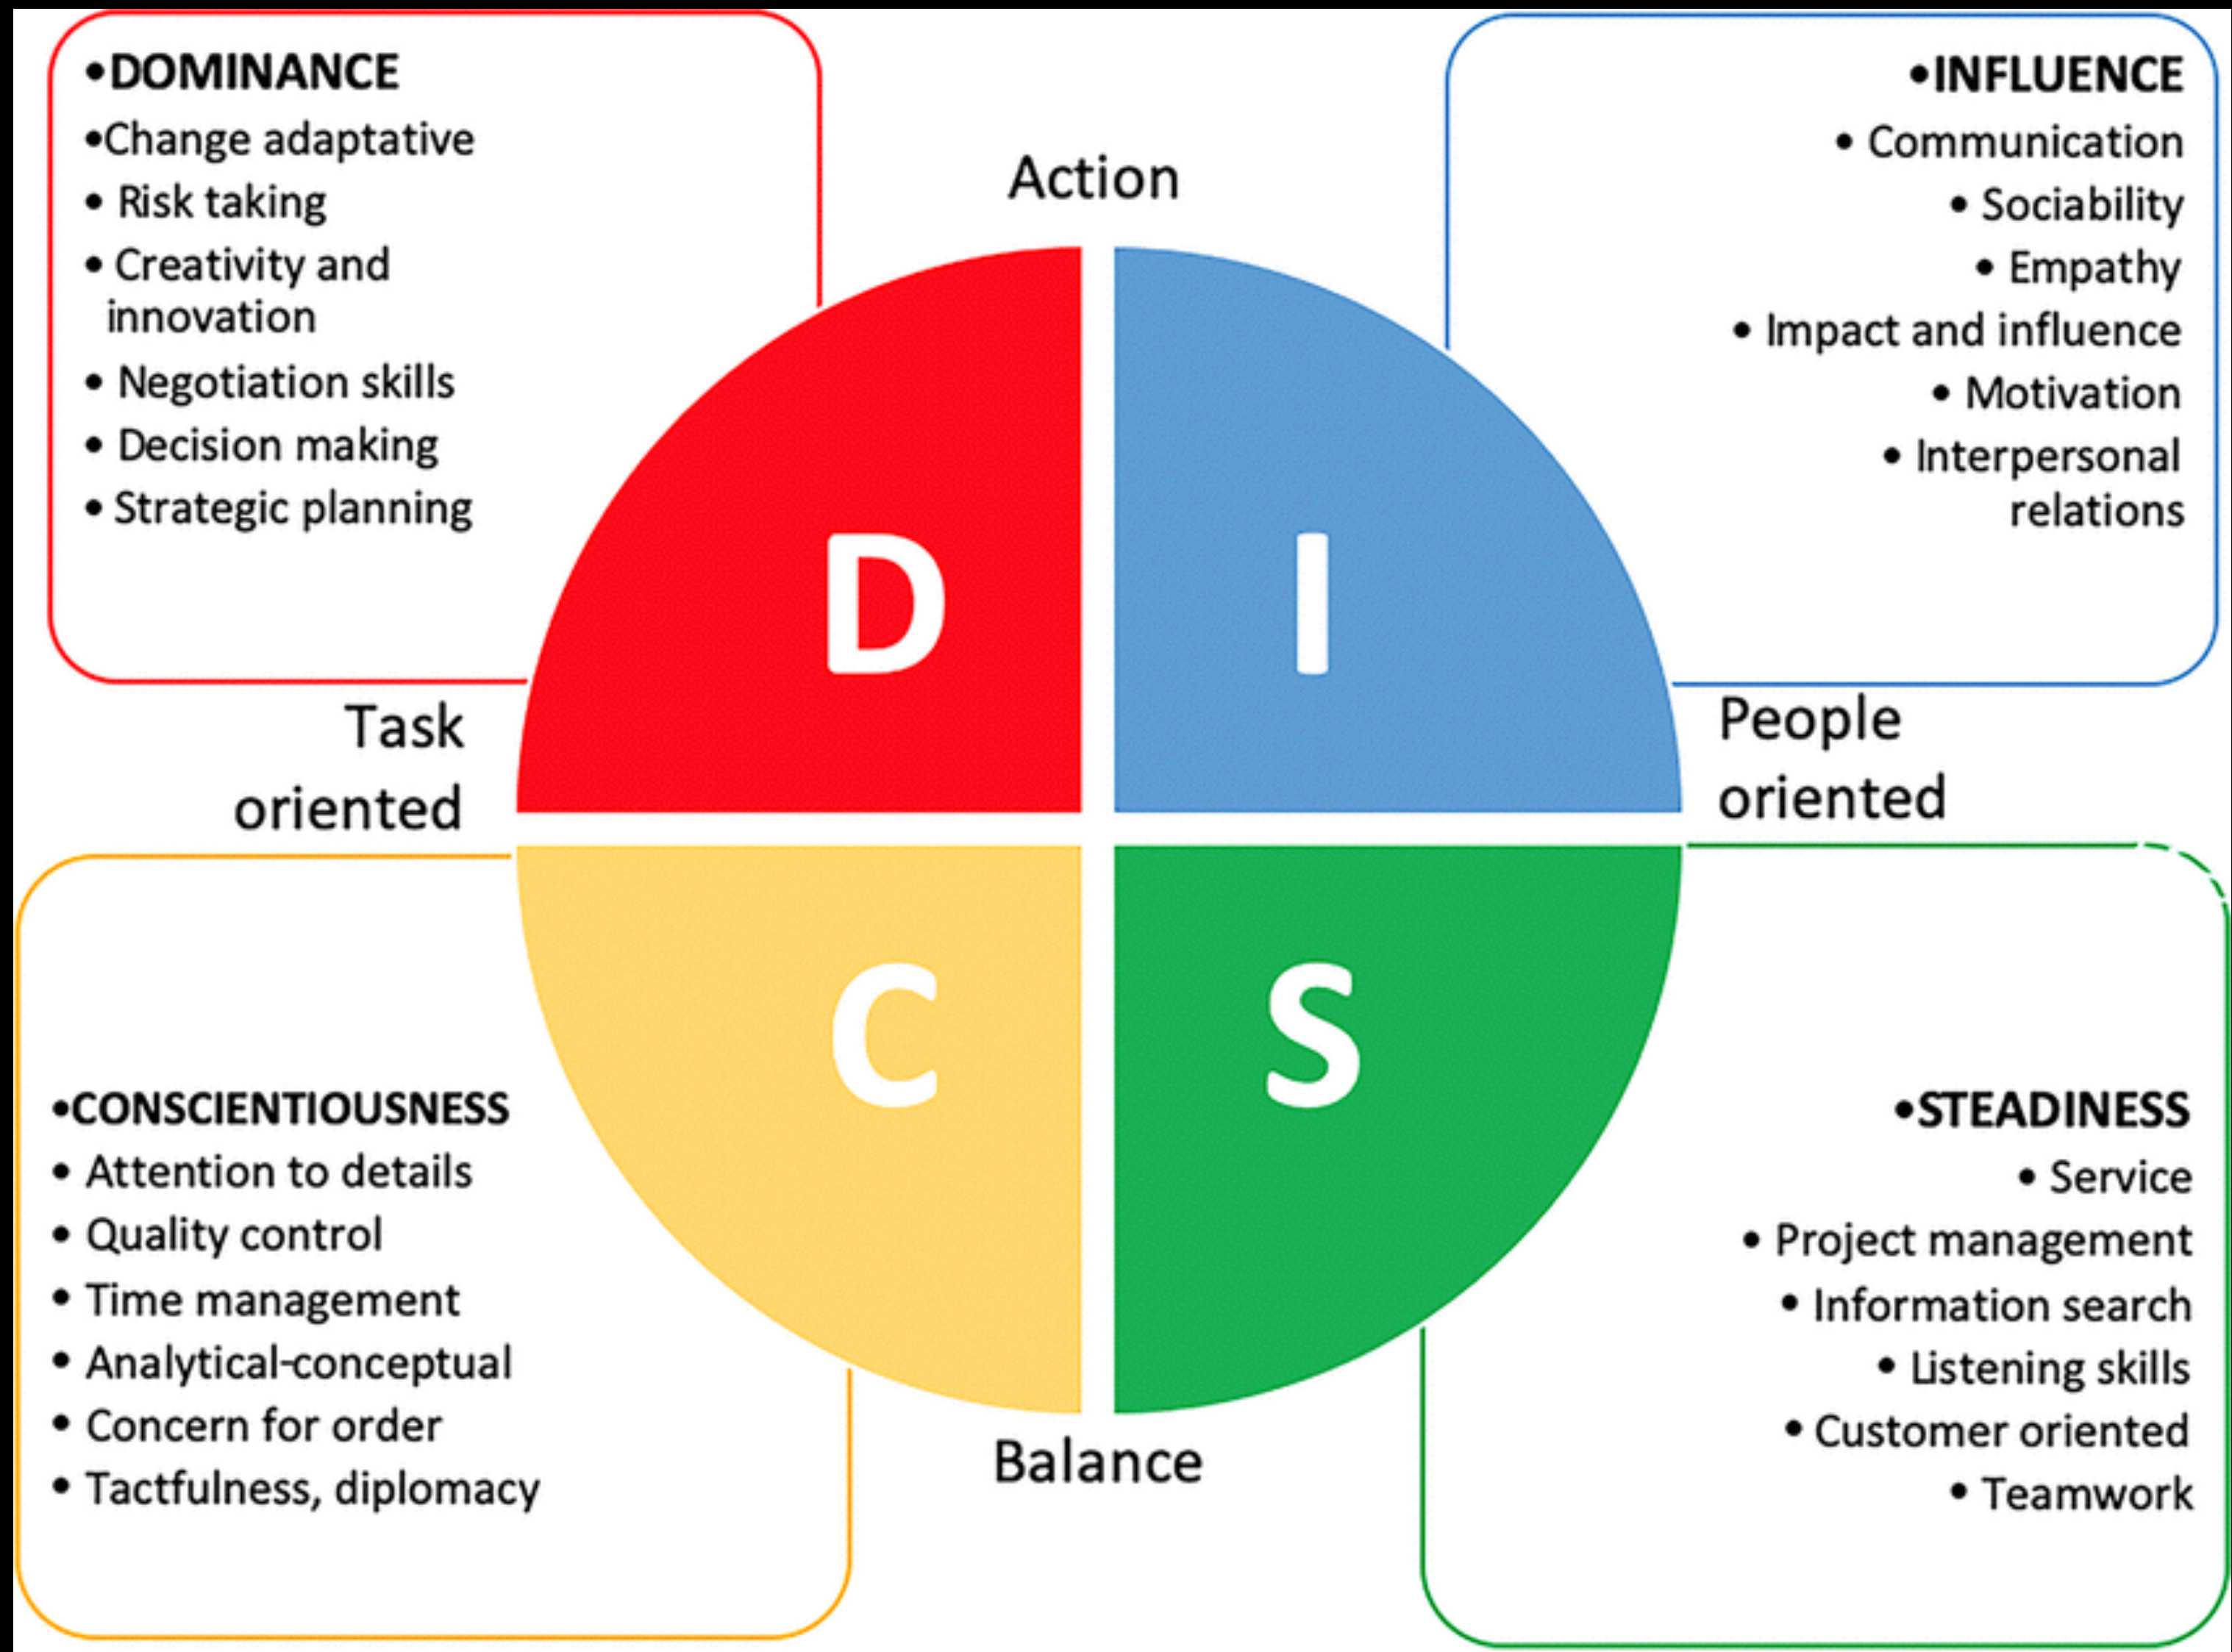 •DOMINANCE
•Change adaptative
• Risk taking
• Creativity and
innovation
• Negotiation skills
• Decision making
• Strategic planning
Action
•INFLUENCE
• Communication
• Sociability
• Empathy
• Impact and influence
• Motivation
• Interpersonal
relations
D
I
Task
oriented
People
oriented
C
S
•CONSCIENTIOUSNESS
• Attention to details
• Quality control
• Time management
• Analytical-conceptual
• Concern for order
• Tactfulness, diplomacy
Balance
•STEADINESS
• Service
• Project management
• Information search
• Listening skills
• Customer oriented
• Teamwork